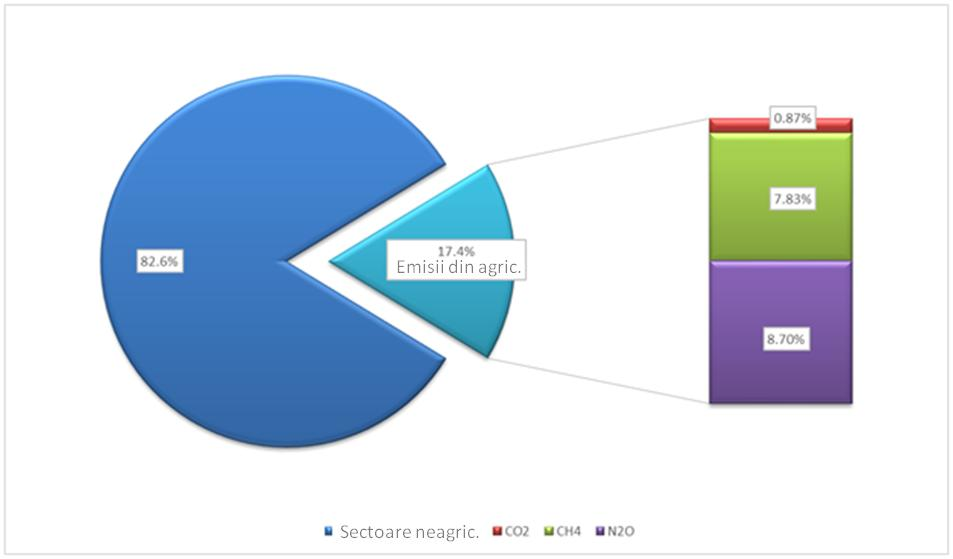 0.87%
7.83%
82.6%
17.4%
Emisii din agric.
8.70%
Sectoare neagric. CO2 CH4 N2O